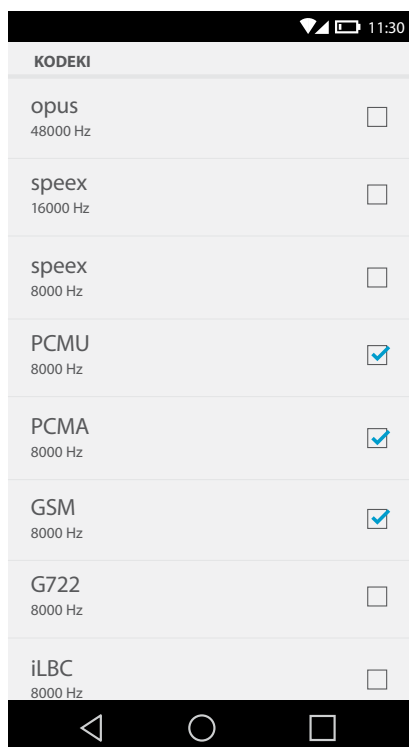 11:30
KODEKI
opus
48000 Hz
speex
16000 Hz
speex
8000 Hz
PCMU
8000 Hz
PCMA
8000 Hz
GSM
8000 Hz
G722
8000 Hz
iLBC
8000 Hz